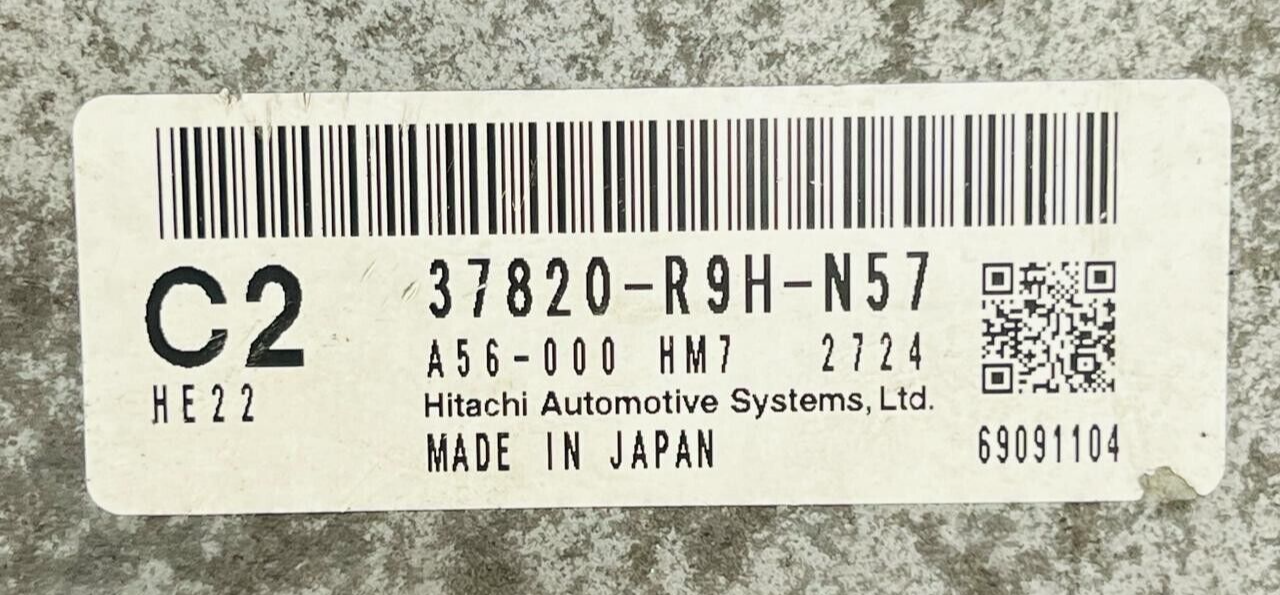 C2 37820-R9H-N57
A56-000 HM7 2724
HE22
Hitachi Automotive Systems, Ltd.
MADE IN JAPAN
69091104